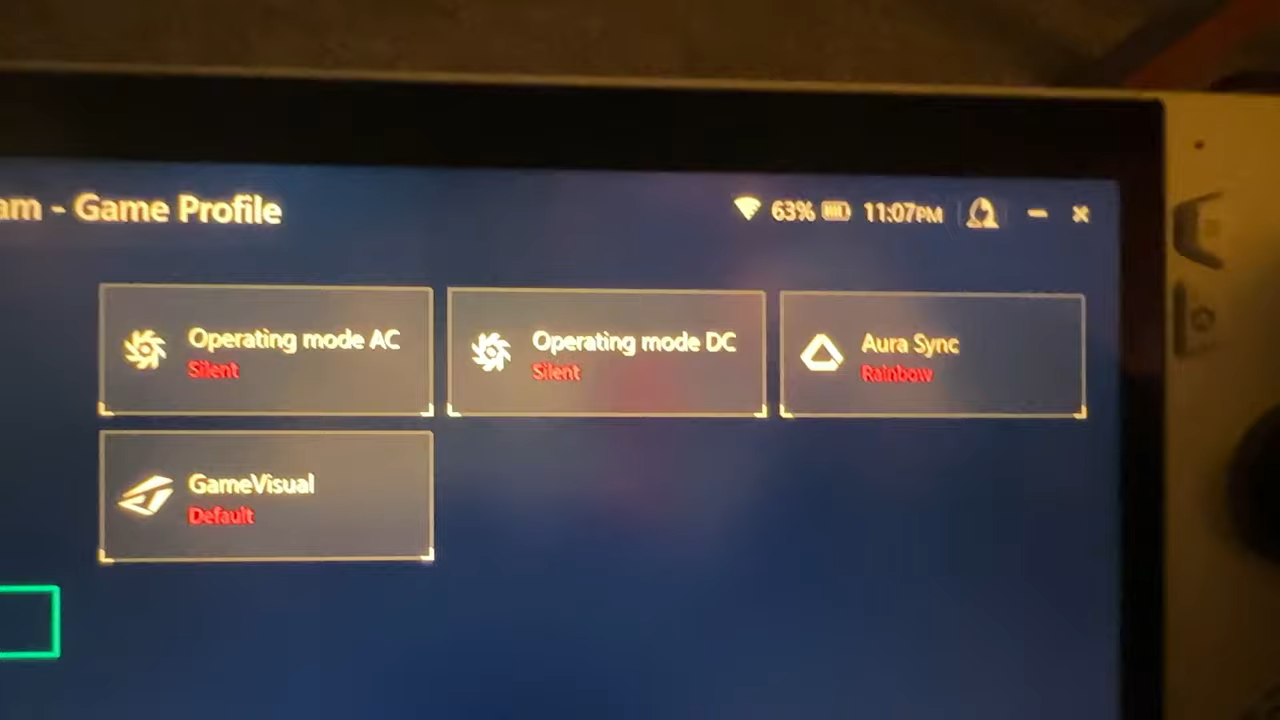 am - Game Profile
63% 11:07PM
Operating mode AC
Silent
Operating mode DC
Silent
Aura Sync
Rainbow
GameVisual
Default